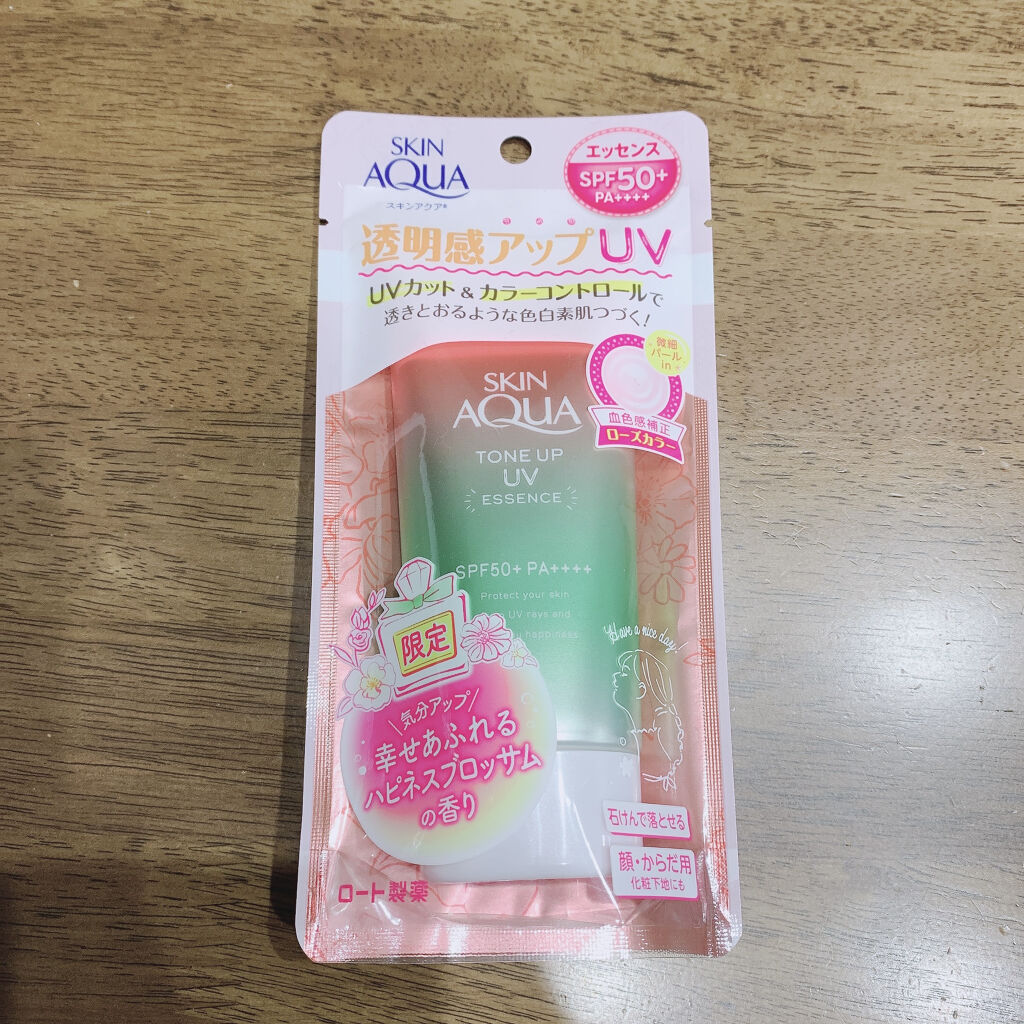 SKIN
AQUA
スキンアクア®
エッセンス
SPF50+
PA++++
透明感アップUV
UVカット&カラーコントロールで
透きとおるような色白素肌つづく!
微細
パール
in
血色感補正
ローズカラー
SKIN
AQUA
TONE UP
UV
ESSENCE
SPF50+ PA++++
Protect your skin
UV rays and
happiness
Have a nice day!
限定
\気分アップ/
幸せあふれる
ハピネスブロッサム
の香り
石けんで落とせる
顔・からだ用
化粧下地にも
ロート製薬